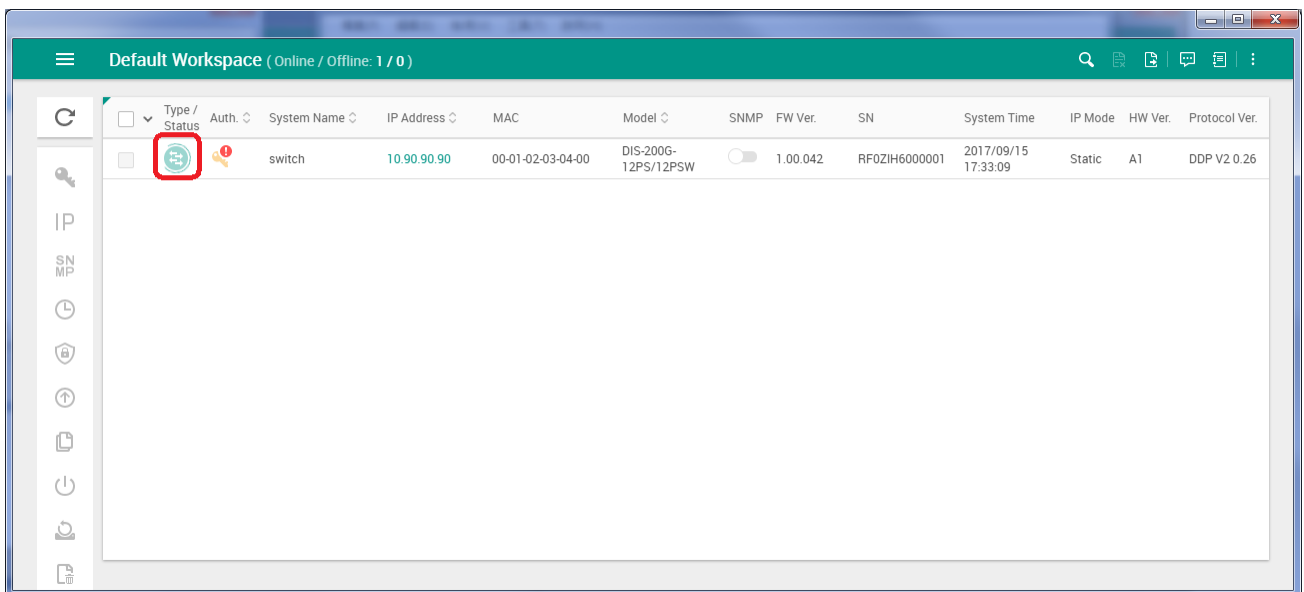 Default Workspace ( Online / Offline: 1 / 0 )
Type / Status Auth. System Name IP Address MAC Model SNMP FW Ver. SN System Time IP Mode HW Ver. Protocol Ver.
switch 10.90.90.90 00-01-02-03-04-00 DIS-200G-12PS/12PSW 1.00.042 RF0ZIH6000001 2017/09/15 17:33:09 Static A1 DDP V2 0.26
IP
SN
MP